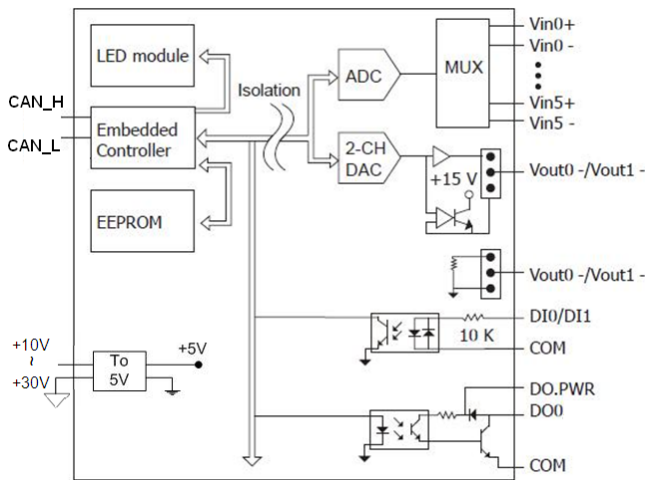 LED module
CAN_H
CAN_L
Embedded
Controller
EEPROM
Isolation
ADC
MUX
Vin0+
Vin0 -
Vin5+
Vin5 -
2-CH
DAC
+15 V
Vout0 -/Vout1 -
Vout0 -/Vout1 -
DI0/DI1
10 K
COM
+10V
~
+30V
To
5V
+5V
DO.PWR
DO0
COM